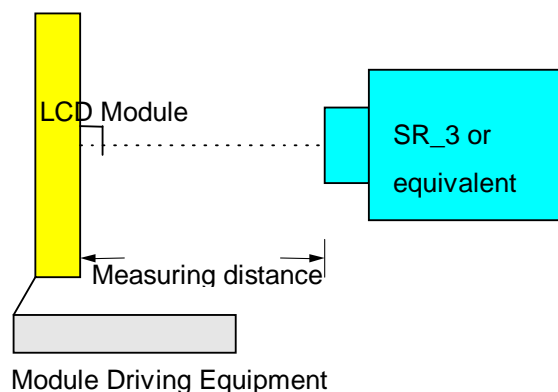 LCD Module
SR_3 or
equivalent
Measuring distance
Module Driving Equipment